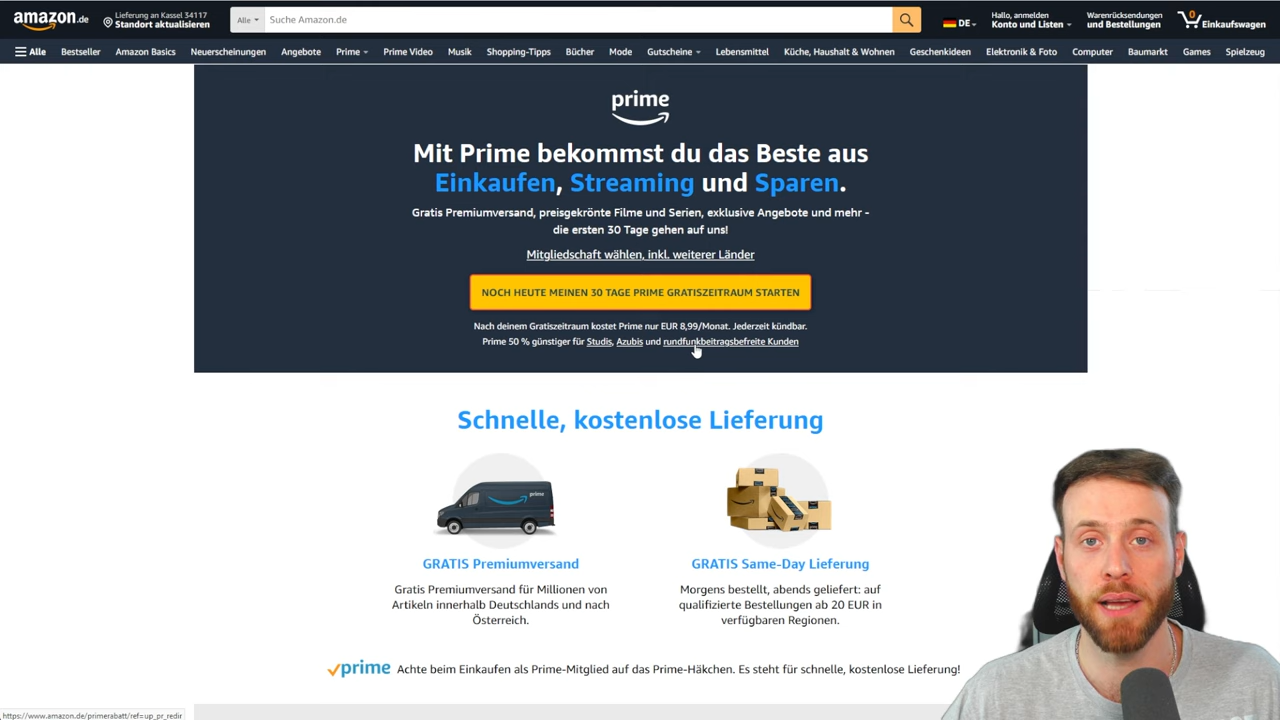 amazon.de
Lieferung an Kassel 34117
Standort aktualisieren
Alle
Suche Amazon.de
DE
Hallo, anmelden
Konto und Listen
Warenrücksendungen
und Bestellungen
0
Einkaufswagen
Alle Bestseller Amazon Basics Neuerscheinungen Angebote Prime Prime Video Musik Shopping-Tipps Bücher Mode Gutscheine Lebensmittel Küche, Haushalt & Wohnen Geschenkideen Elektronik & Foto Computer Baumarkt Games Spielzeug
prime
Mit Prime bekommst du das Beste aus
Einkaufen, Streaming und Sparen.
Gratis Premiumversand, preisgekrönte Filme und Serien, exklusive Angebote und mehr -
die ersten 30 Tage gehen auf uns!
Mitgliedschaft wählen, inkl. weiterer Länder
NOCH HEUTE MEINEN 30 TAGE PRIME GRATISZEITRAUM STARTEN
Nach deinem Gratiszeitraum kostet Prime nur EUR 8,99/Monat. Jederzeit kündbar.
Prime 50 % günstiger für Studis, Azubis und rundfunkbeitragsbefreite Kunden
Schnelle, kostenlose Lieferung
prime
GRATIS Premiumversand
Gratis Premiumversand für Millionen von
Artikeln innerhalb Deutschlands und nach
Österreich.
GRATIS Same-Day Lieferung
Morgens bestellt, abends geliefert: auf
qualifizierte Bestellungen ab 20 EUR in
verfügbaren Regionen.
prime Achte beim Einkaufen als Prime-Mitglied auf das Prime-Häkchen. Es steht für schnelle, kostenlose Lieferung!
https://www.amazon.de/primerabatt/ref=up_pr_redir